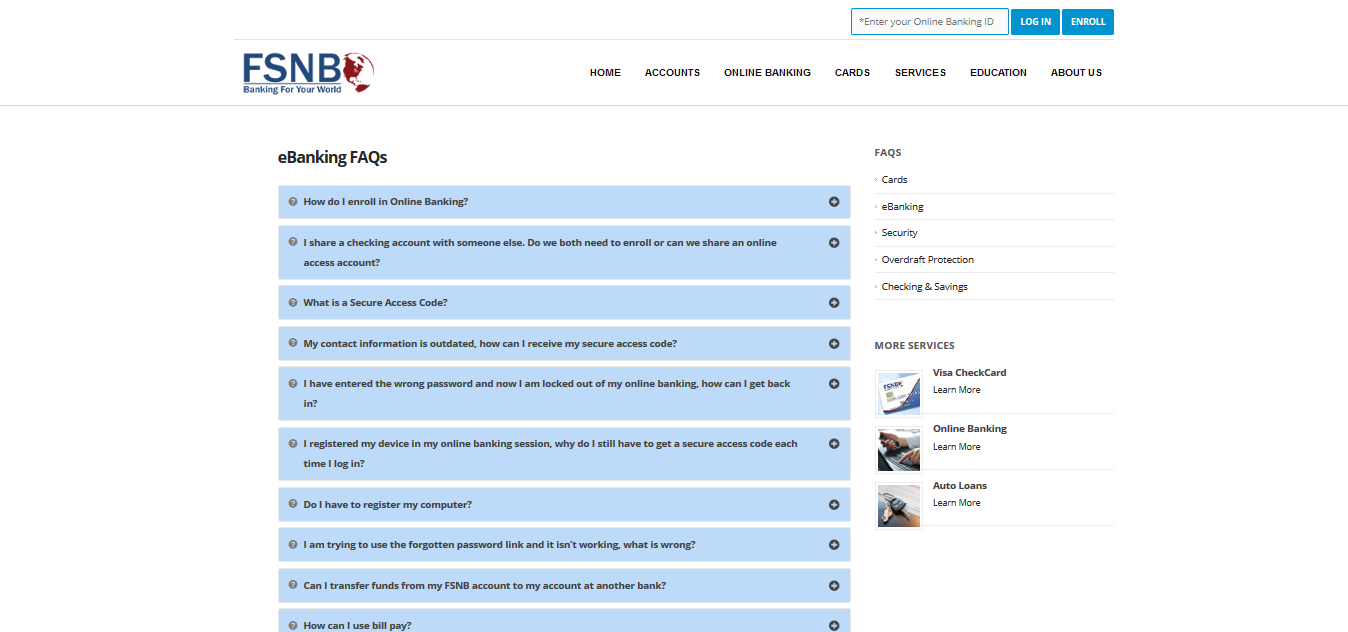 *Enter your Online Banking ID
LOG IN
ENROLL
FSNB
Banking For Your World
HOME
ACCOUNTS
ONLINE BANKING
CARDS
SERVICES
EDUCATION
ABOUT US
eBanking FAQs
How do I enroll in Online Banking?
I share a checking account with someone else. Do we both need to enroll or can we share an online
access account?
What is a Secure Access Code?
My contact information is outdated, how can I receive my secure access code?
I have entered the wrong password and now I am locked out of my online banking, how can I get back
in?
I registered my device in my online banking session, why do I still have to get a secure access code each
time I log in?
Do I have to register my computer?
I am trying to use the forgotten password link and it isn’t working, what is wrong?
Can I transfer funds from my FSNB account to my account at another bank?
How can I use bill pay?
FAQS
Cards
eBanking
Security
Overdraft Protection
Checking & Savings
MORE SERVICES
FSNB
Visa CheckCard
Learn More
Online Banking
Learn More
Auto Loans
Learn More